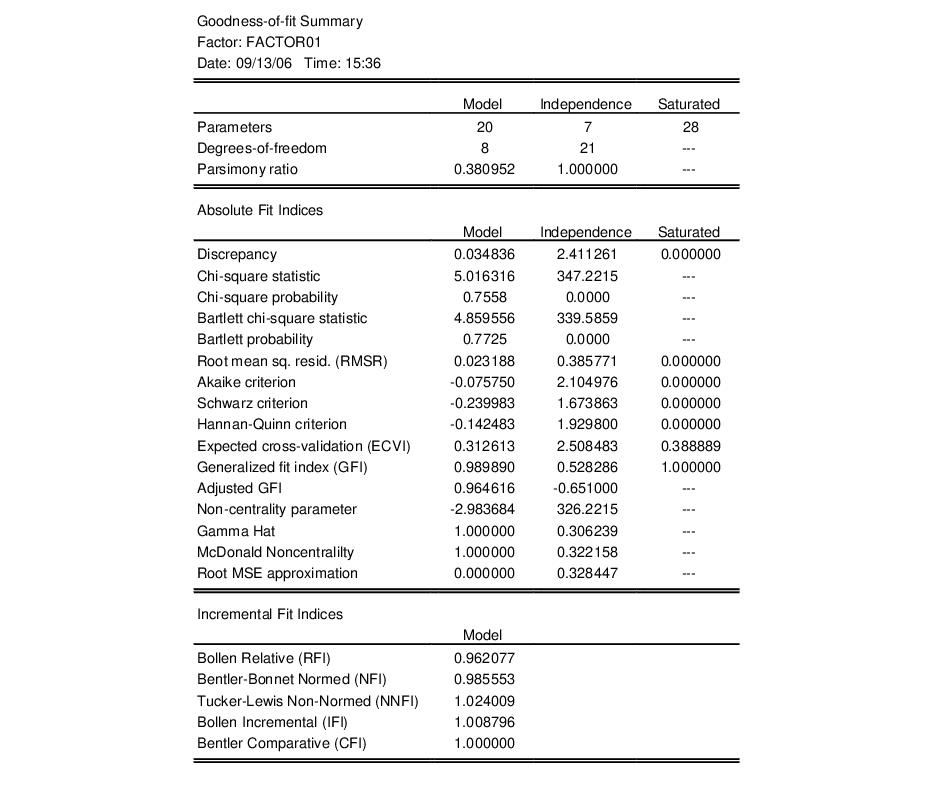 Goodness-of-fit Summary
Factor: FACTOR01
Date: 09/13/06 Time: 15:36
Model Independence Saturated
Parameters 20 7 28
Degrees-of-freedom 8 21 ---
Parsimony ratio 0.380952 1.000000 ---
Absolute Fit Indices
Model Independence Saturated
Discrepancy 0.034836 2.411261 0.000000
Chi-square statistic 5.016316 347.2215 ---
Chi-square probability 0.7558 0.0000 ---
Bartlett chi-square statistic 4.859556 339.5859 ---
Bartlett probability 0.7725 0.0000 ---
Root mean sq. resid. (RMSR) 0.023188 0.385771 0.000000
Akaike criterion -0.075750 2.104976 0.000000
Schwarz criterion -0.239983 1.673863 0.000000
Hannan-Quinn criterion -0.142483 1.929800 0.000000
Expected cross-validation (ECVI) 0.312613 2.508483 0.388889
Generalized fit index (GFI) 0.989890 0.528286 1.000000
Adjusted GFI 0.964616 -0.651000 ---
Non-centrality parameter -2.983684 326.2215 ---
Gamma Hat 1.000000 0.306239 ---
McDonald Noncentralilty 1.000000 0.322158 ---
Root MSE approximation 0.000000 0.328447 ---
Incremental Fit Indices
Model
Bollen Relative (RFI) 0.962077
Bentler-Bonnet Normed (NFI) 0.985553
Tucker-Lewis Non-Normed (NNFI) 1.024009
Bollen Incremental (IFI) 1.008796
Bentler Comparative (CFI) 1.000000